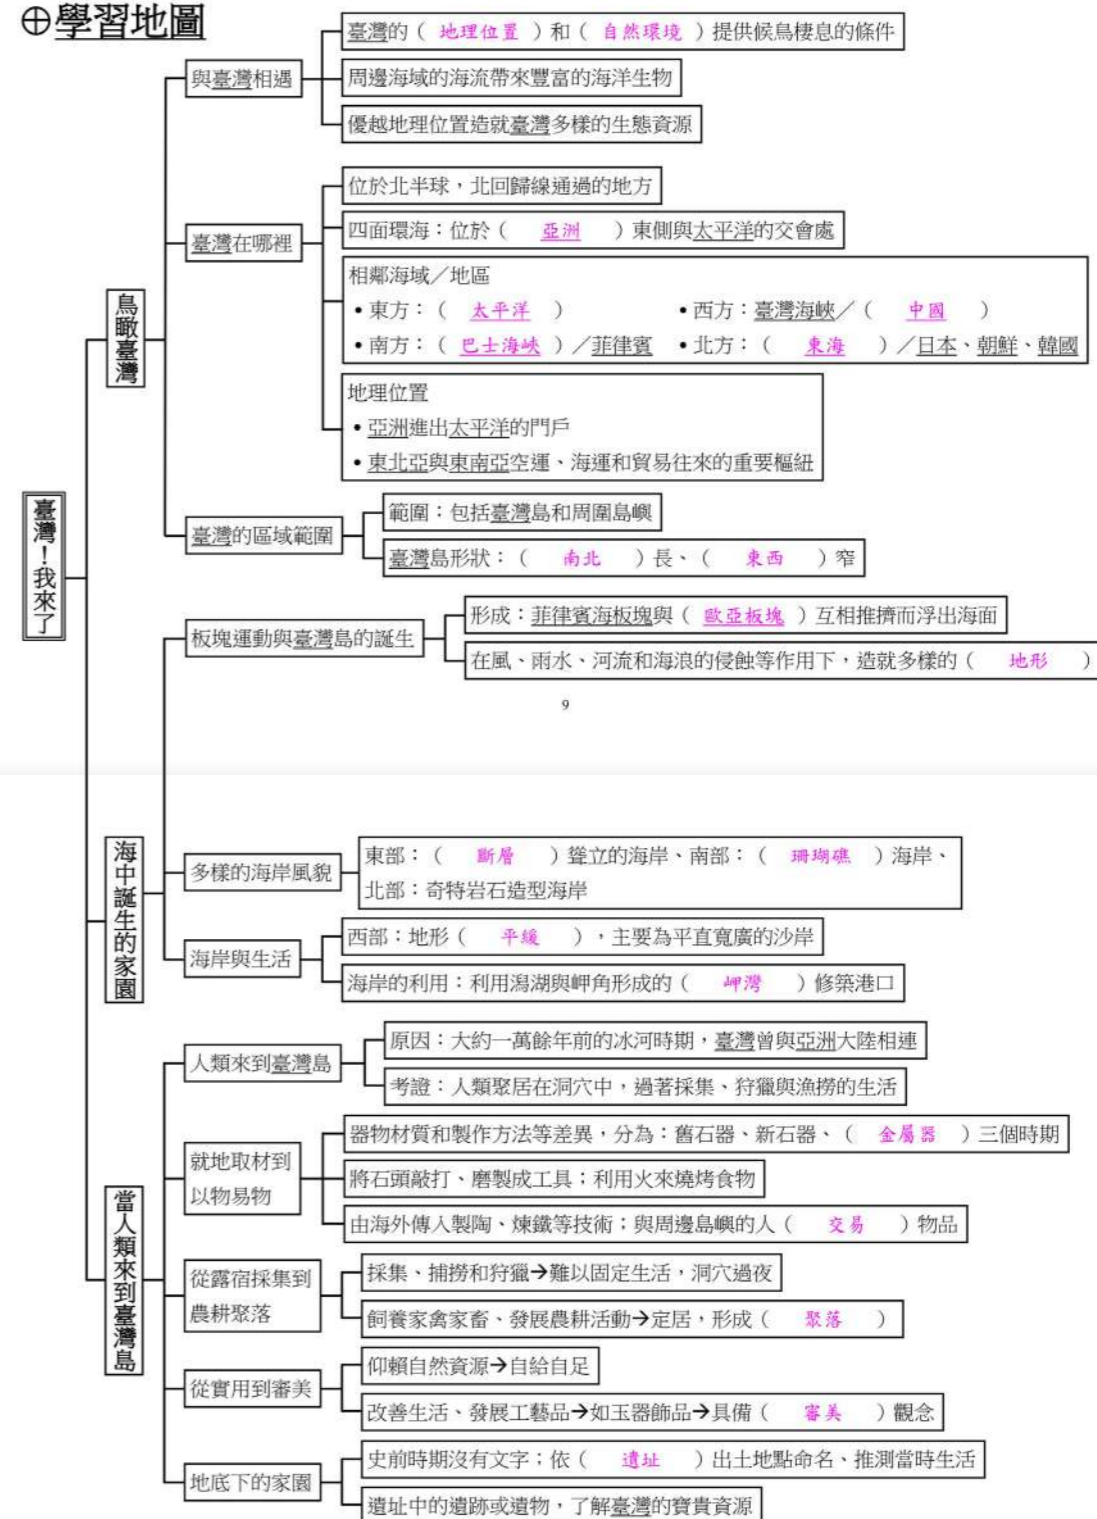 ⊕學習地圖
臺灣！我來了
鳥瞰臺灣
與臺灣相遇
臺灣的（ 地理位置 ）和（ 自然環境 ）提供候鳥棲息的條件
周邊海域的海流帶來豐富的海洋生物
優越地理位置造就臺灣多樣的生態資源
臺灣在哪裡
位於北半球，北回歸線通過的地方
四面環海：位於（ 亞洲 ）東側與太平洋的交會處
相鄰海域／地區
•東方：（ 太平洋 ） •西方：臺灣海峽／（ 中國 ）
•南方：（ 巴士海峽 ）／菲律賓 •北方：（ 東海 ）／日本、朝鮮、韓國
地理位置
•亞洲進出太平洋的門戶
•東北亞與東南亞空運、海運和貿易往來的重要樞紐
臺灣的區域範圍
範圍：包括臺灣島和周圍島嶼
臺灣島形狀：（ 南北 ）長、（ 東西 ）窄
海中誕生的家園
板塊運動與臺灣島的誕生
形成：菲律賓海板塊與（ 歐亞板塊 ）互相推擠而浮出海面
在風、雨水、河流和海浪的侵蝕等作用下，造就多樣的（ 地形 ）
9
多樣的海岸風貌
東部：（ 斷層 ）聳立的海岸、南部：（ 珊瑚礁 ）海岸、
北部：奇特岩石造型海岸
海岸與生活
西部：地形（ 平緩 ），主要為平直寬廣的沙岸
海岸的利用：利用潟湖與岬角形成的（ 岬灣 ）修築港口
當人類來到臺灣島
人類來到臺灣島
原因：大約一萬餘年前的冰河時期，臺灣曾與亞洲大陸相連
考證：人類聚居在洞穴中，過著採集、狩獵與漁撈的生活
就地取材到
以物易物
器物材質和製作方法等差異，分為：舊石器、新石器、（ 金屬器 ）三個時期
將石頭敲打、磨製成工具；利用火來燒烤食物
由海外傳入製陶、煉鐵等技術；與周邊島嶼的人（ 交易 ）物品
從露宿採集到
農耕聚落
採集、捕撈和狩獵→難以固定生活，洞穴過夜
飼養家禽家畜、發展農耕活動→定居，形成（ 聚落 ）
從實用到審美
仰賴自然資源→自給自足
改善生活、發展工藝品→如玉器飾品→具備（ 審美 ）觀念
地底下的家園
史前時期沒有文字；依（ 遺址 ）出土地點命名、推測當時生活
遺址中的遺跡或遺物，了解臺灣的寶貴資源